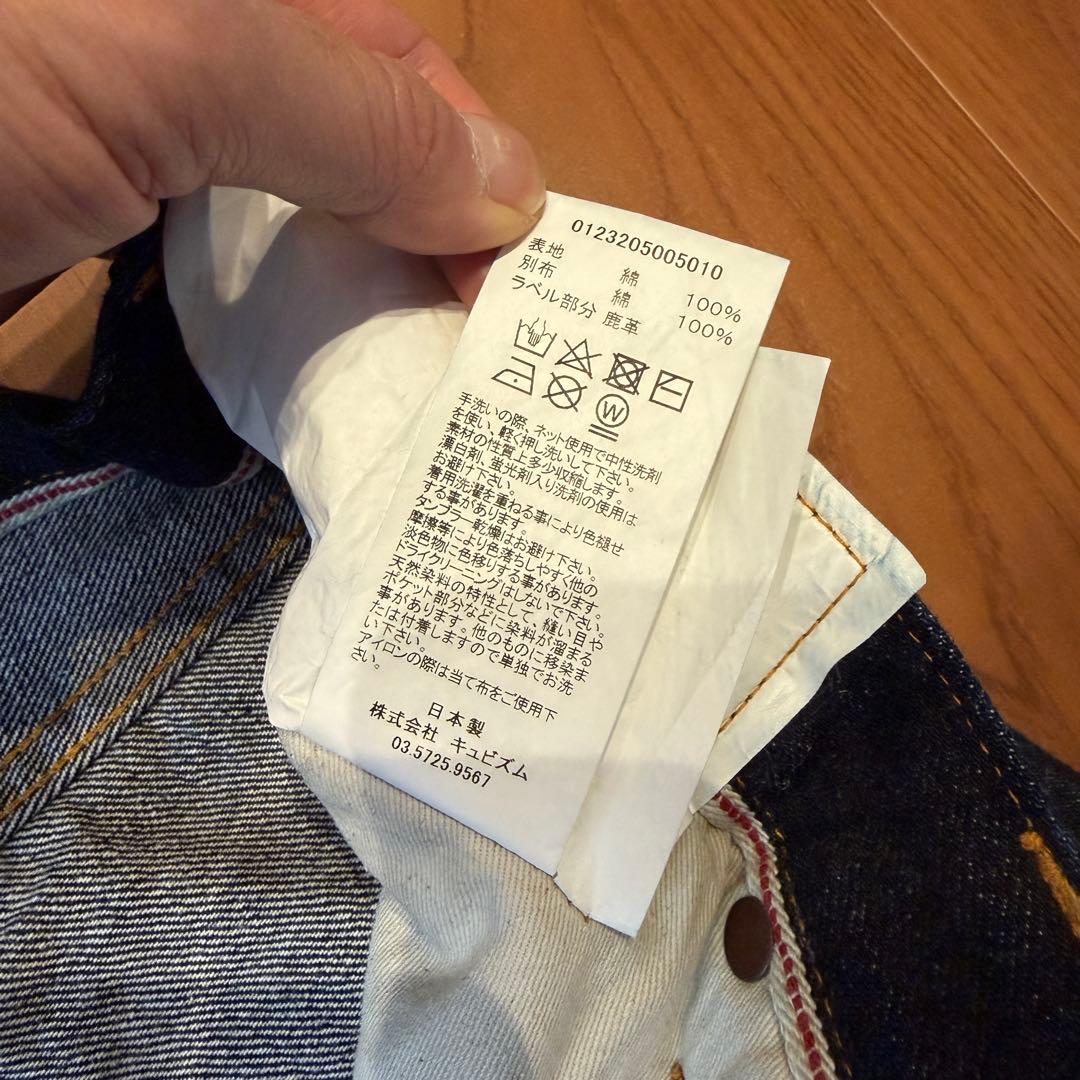 0123205005010
表地 綿 100%
別布 綿 100%
ラベル部分 鹿革
W
手洗いの際、ネット使用で中性洗剤
を使い、軽く押し洗いして下さい。
素材の性質上多少収縮します。
漂白剤、蛍光剤入り洗剤の使用は
お避け下さい。
着用洗濯を重ねる事により色褪せ
する事があります。
タンブラー乾燥はお避け下さい。
摩擦等により色落ちしやすく他の
淡色物に色移りする事があります。
ドライクリーニングはしないで下さい。
天然染料の特性として、縫い目や
ポケット部分などに染料が溜まる
事があります。他のものに移染ま
たは付着しますので単独でお洗
い下さい。
アイロンの際は当て布をご使用下
さい。
日本製
株式会社 キュビズム
03.5725.9567